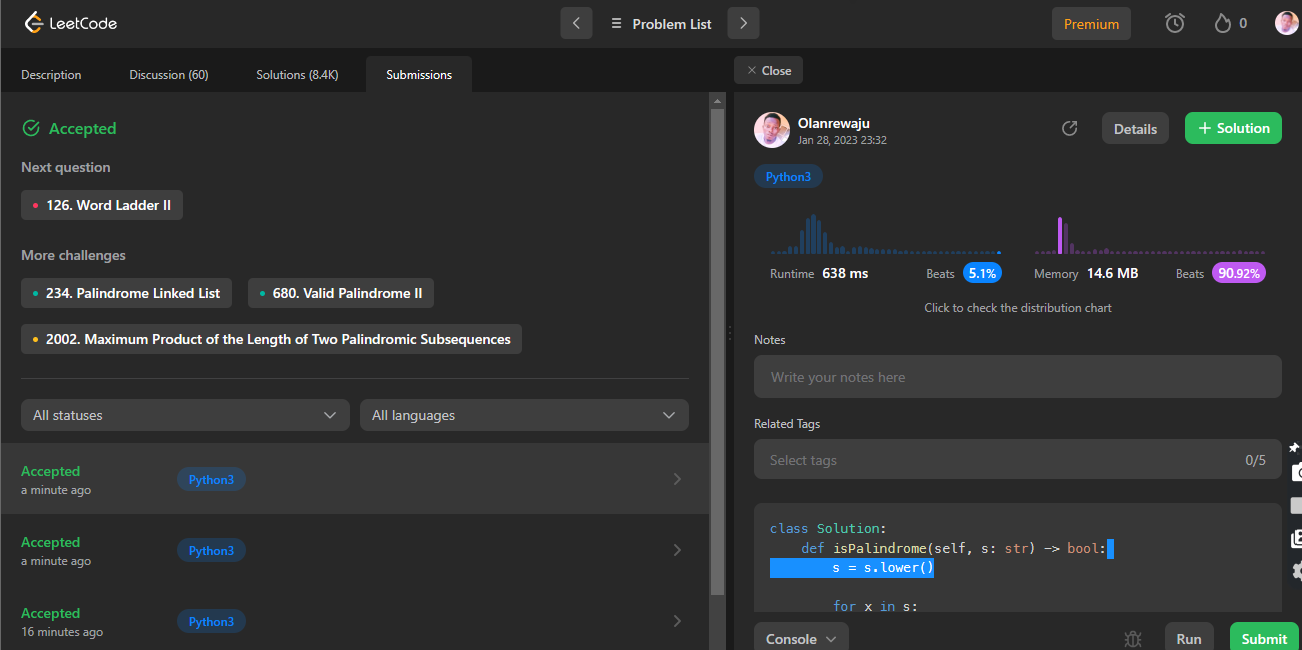 LeetCode
Problem List
Premium
0
Description
Discussion (60)
Solutions (8.4K)
Submissions
Close
Accepted
Next question
126. Word Ladder II
More challenges
234. Palindrome Linked List
680. Valid Palindrome II
2002. Maximum Product of the Length of Two Palindromic Subsequences
All statuses
All languages
Accepted
a minute ago
Python3
Accepted
a minute ago
Python3
Accepted
16 minutes ago
Python3
Olanrewaju
Jan 28, 2023 23:32
Details
+ Solution
Python3
Runtime 638 ms
Beats 5.1%
Memory 14.6 MB
Beats 90.92%
Click to check the distribution chart
Notes
Write your notes here
Related Tags
Select tags
0/5
class Solution:
def isPalindrome(self, s: str) -> bool:
s = s.lower()
for x in s:
Console
Run
Submit